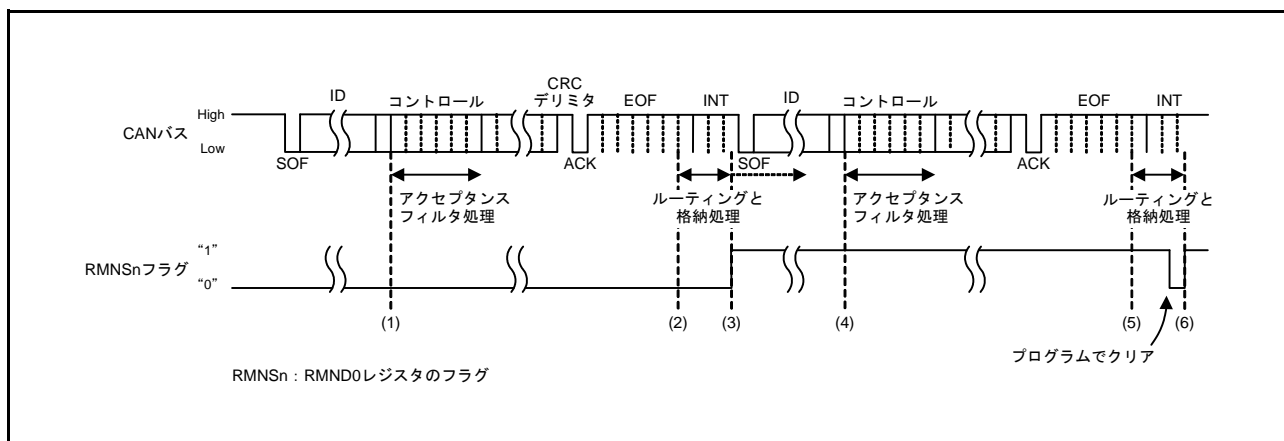 CRC
ID コントロール デリミタ EOF INT ID コントロール EOF INT
High
CANバス
Low
SOF ACK SOF ACK
アクセプタンス
フィルタ処理
ルーティングと
格納処理
アクセプタンス
フィルタ処理
ルーティングと
格納処理
“1”
RMNSnフラグ
“0”
(1) (2) (3) (4) (5) (6)
プログラムでクリア
RMNSn：RMND0レジスタのフラグ